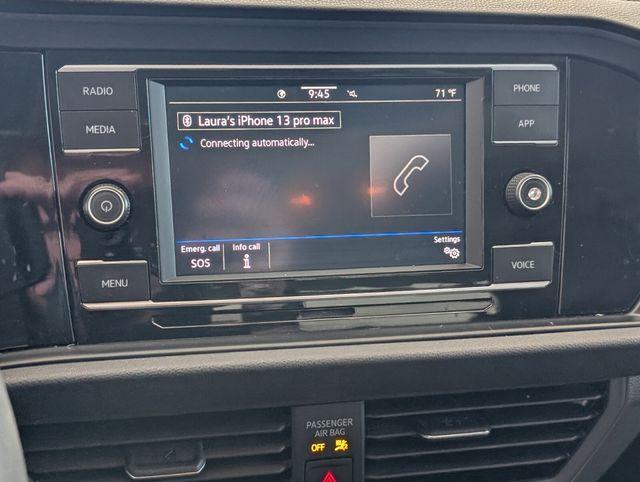 RADIO
MEDIA
MENU
9:45
71°F
Laura's iPhone 13 pro max
Connecting automatically...
Emerg. call
SOS
Info call
i
Settings
PHONE
APP
VOICE
PASSENGER
AIR BAG
OFF